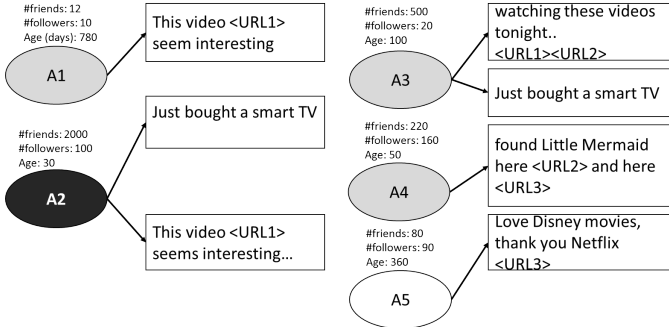 #friends: 12
#followers: 10
Age (days): 780
A1
This video <URL1>
seem interesting
#friends: 2000
#followers: 100
Age: 30
A2
Just bought a smart TV
This video <URL1>
seems interesting...
#friends: 500
#followers: 20
Age: 100
A3
watching these videos
tonight..
<URL1><URL2>
Just bought a smart TV
#friends: 220
#followers: 160
Age: 50
A4
found Little Mermaid
here <URL2> and here
<URL3>
#friends: 80
#followers: 90
Age: 360
A5
Love Disney movies,
thank you Netflix
<URL3>